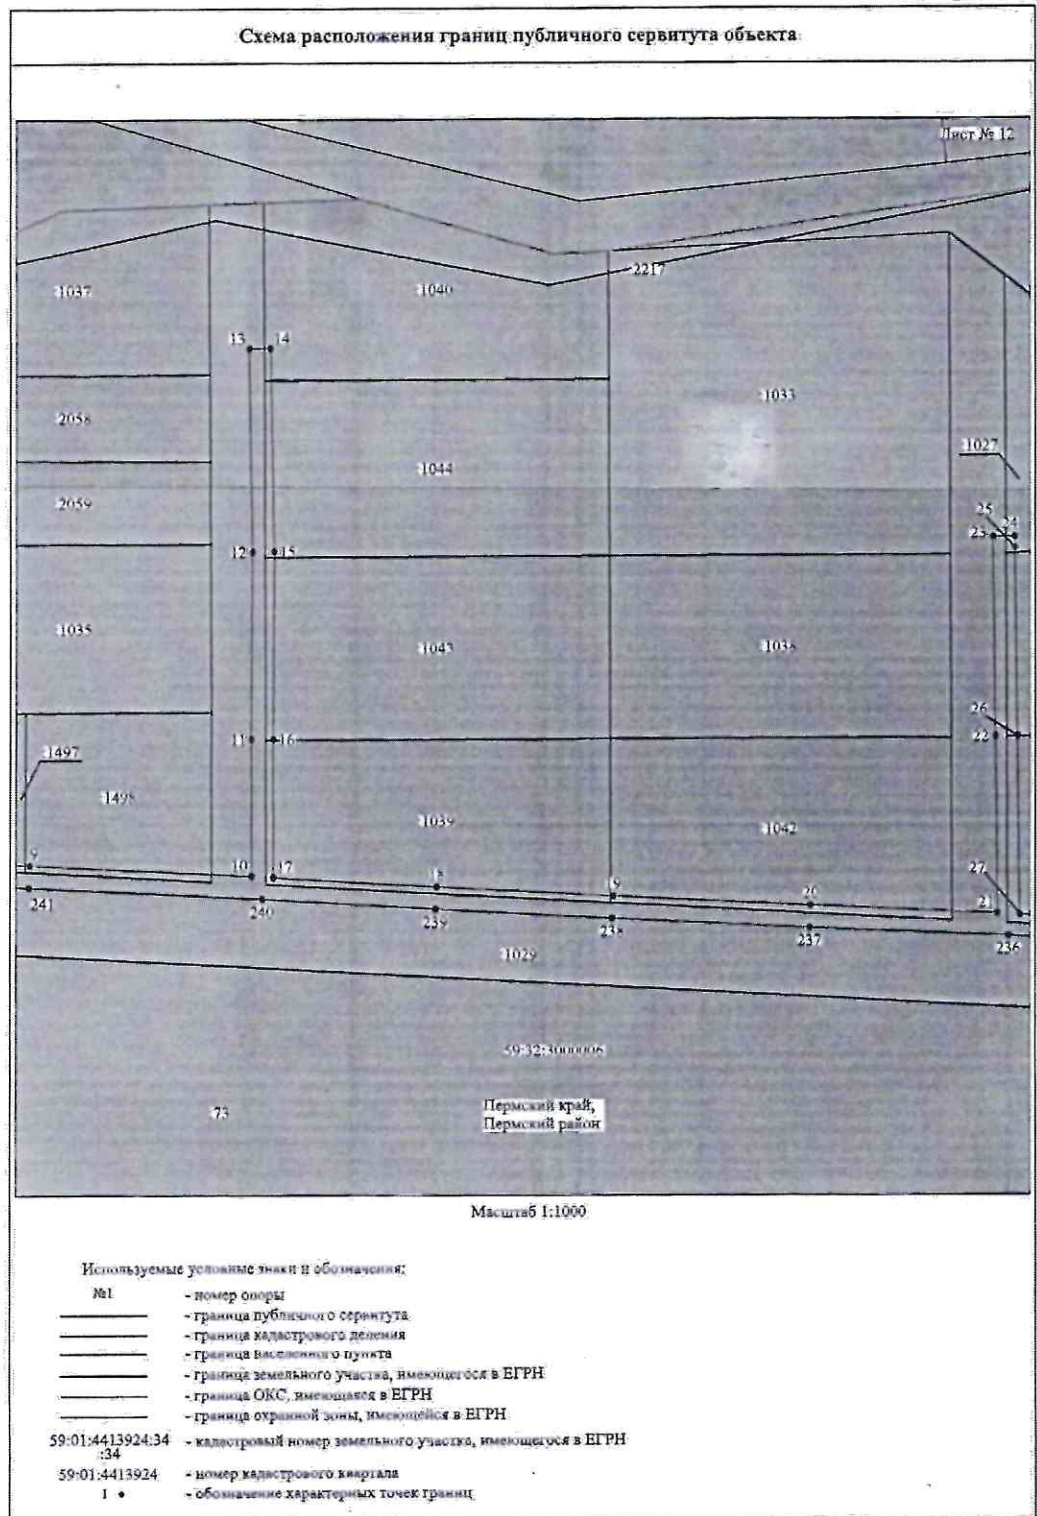 Схема расположения границ публичного сервитута объекта
Лист № 12
2217
1037
1040
13
14
1033
2058
1027
1044
2059
25
24
23
12
15
1035
1043
1038
26
11
16
22
1497
1498
1039
1042
9
10
17
27
18
19
20
21
241
240
239
238
237
236
1029
59:32:3000006
73
Пермский край,
Пермский район
Масштаб 1:1000
Используемые условные знаки и обозначения:
№1 - номер опоры
- граница публичного сервитута
- граница кадастрового деления
- граница населенного пункта
- граница земельного участка, имеющегося в ЕГРН
- граница ОКС, имеющаяся в ЕГРН
- граница охранной зоны, имеющейся в ЕГРН
59:01:4413924:34 - кадастровый номер земельного участка, имеющегося в ЕГРН
:34
59:01:4413924 - номер кадастрового квартала
1 • - обозначение характерных точек границ